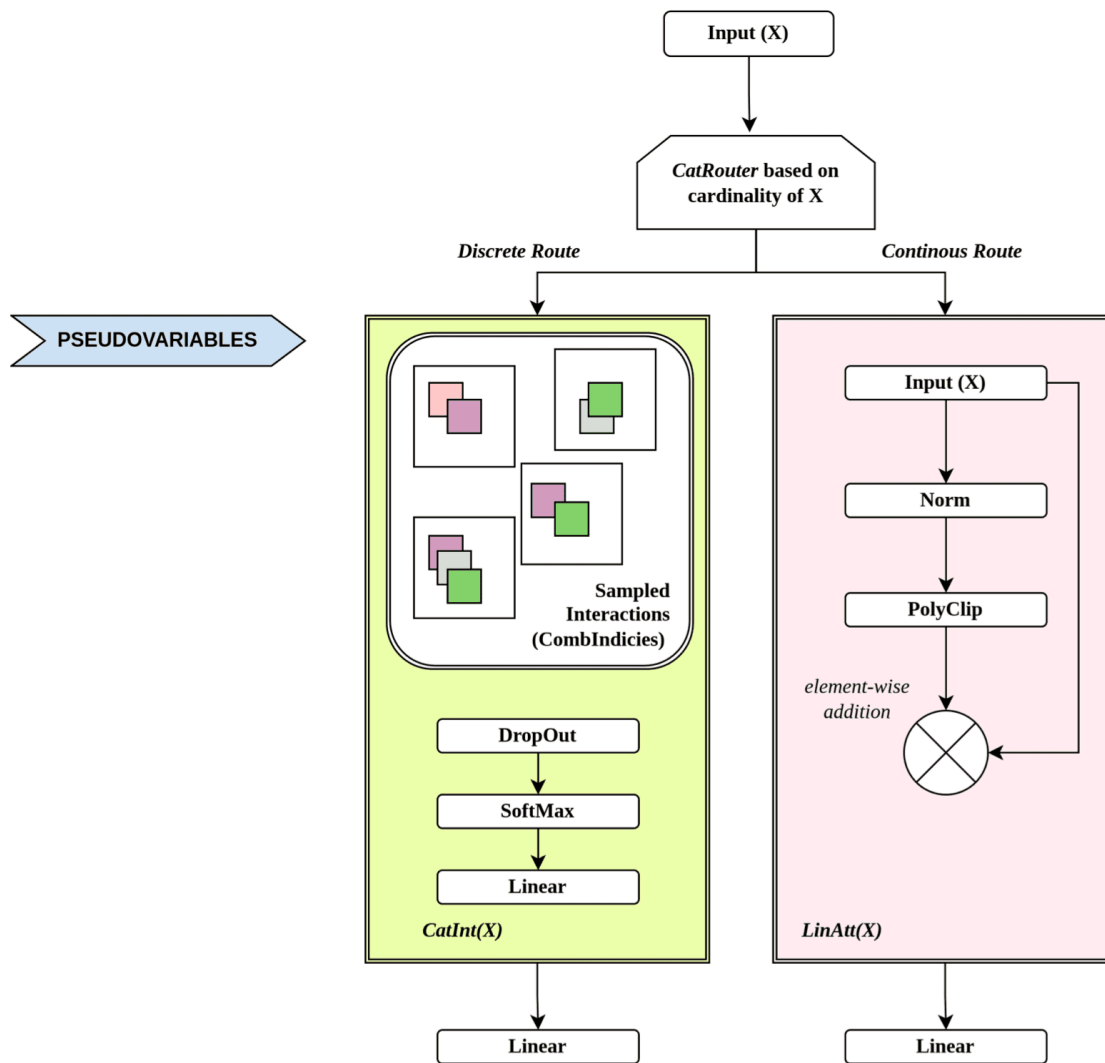 Input (X)
CatRouter based on
cardinality of X
Discrete Route
Continous Route
PSEUDOVARIABLES
Sampled
Interactions
(CombIndicies)
DropOut
SoftMax
Linear
CatInt(X)
Linear
Input (X)
Norm
PolyClip
element-wise
addition
LinAtt(X)
Linear